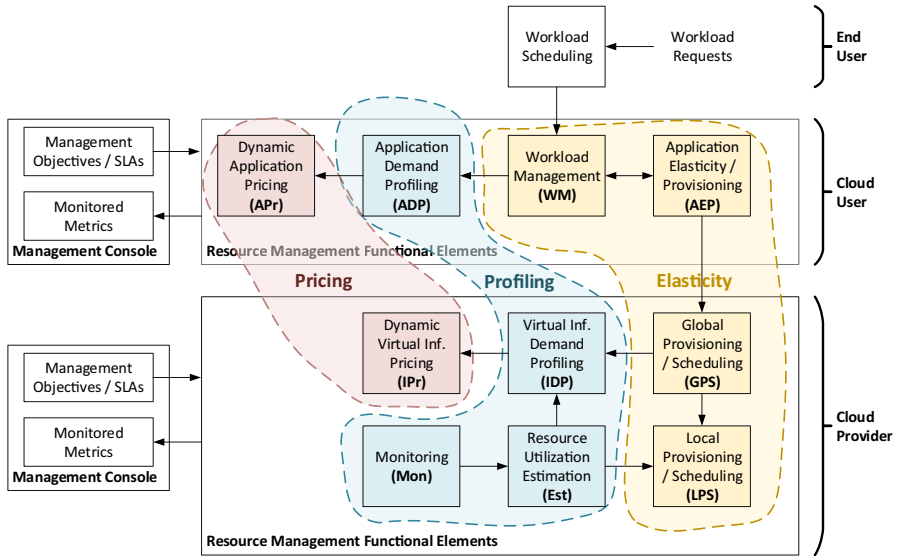 Workload
Scheduling
Workload
Requests
End
User
Management
Objectives / SLAs
Monitored
Metrics
Management Console
Dynamic
Application
Pricing
(APr)
Application
Demand
Profiling
(ADP)
Workload
Management
(WM)
Application
Elasticity /
Provisioning
(AEP)
Resource Management Functional Elements
Cloud
User
Pricing
Profiling
Elasticity
Management
Objectives / SLAs
Monitored
Metrics
Management Console
Dynamic
Virtual Inf.
Pricing
(IPr)
Virtual Inf.
Demand
Profiling
(IDP)
Global
Provisioning
/ Scheduling
(GPS)
Monitoring
(Mon)
Resource
Utilization
Estimation
(Est)
Local
Provisioning
/ Scheduling
(LPS)
Resource Management Functional Elements
Cloud
Provider